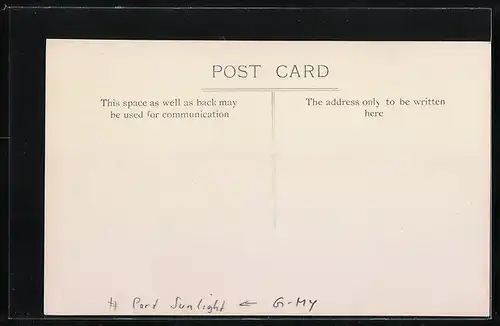 POST CARD
This space as well as back may
be used for communication
The address only to be written
here
# Port Sunlight ← G-MY